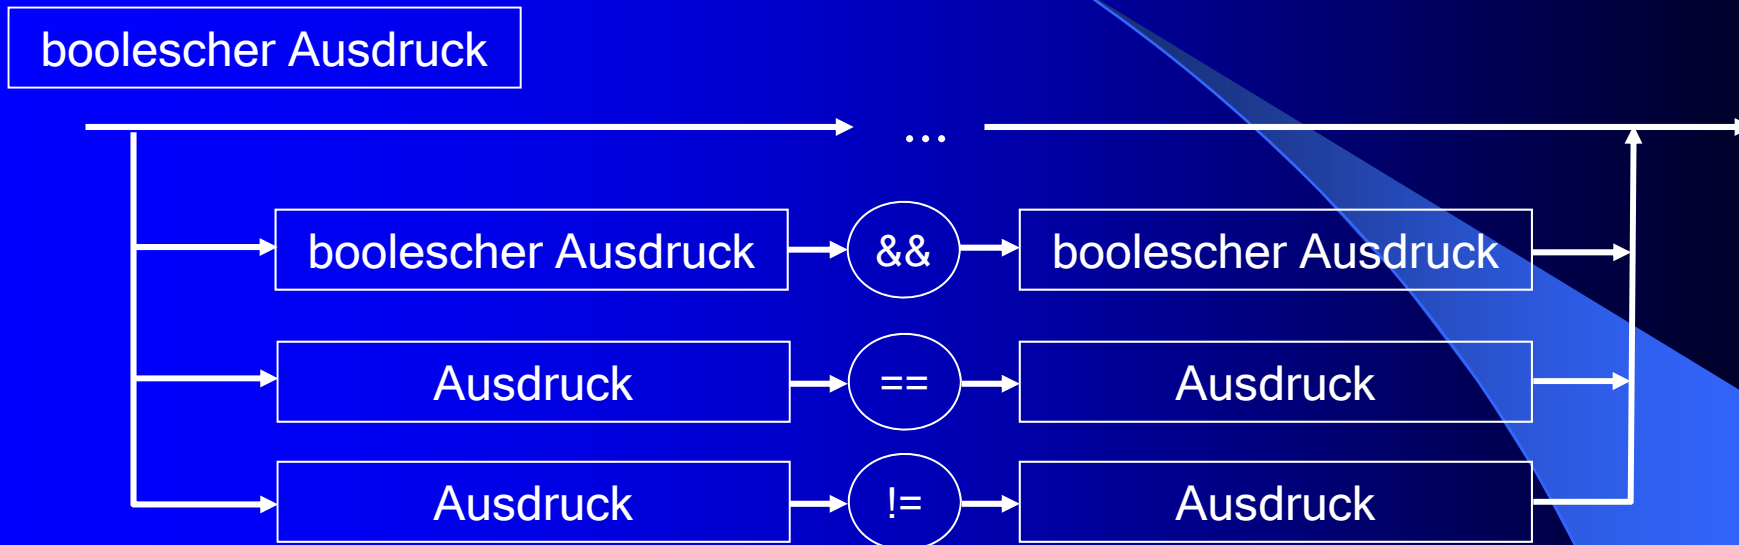 boolescher Ausdruck
...
boolescher Ausdruck && boolescher Ausdruck
Ausdruck == Ausdruck
Ausdruck != Ausdruck